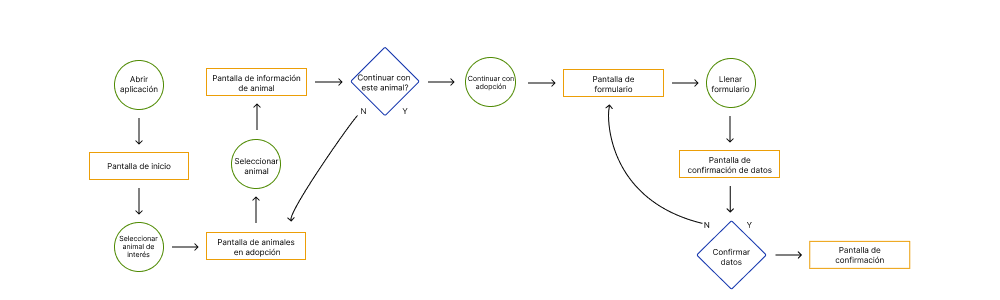 Abrir
aplicación
Pantalla de inicio
Seleccionar
animal de
interés
Pantalla de animales
en adopción
Seleccionar
animal
Pantalla de información
de animal
Continuar con
este animal?
N
Y
Continuar con
adopción
Pantalla de
formulario
Llenar
formulario
Pantalla de
confirmación de datos
N
Y
Confirmar
datos
Pantalla de
confirmación